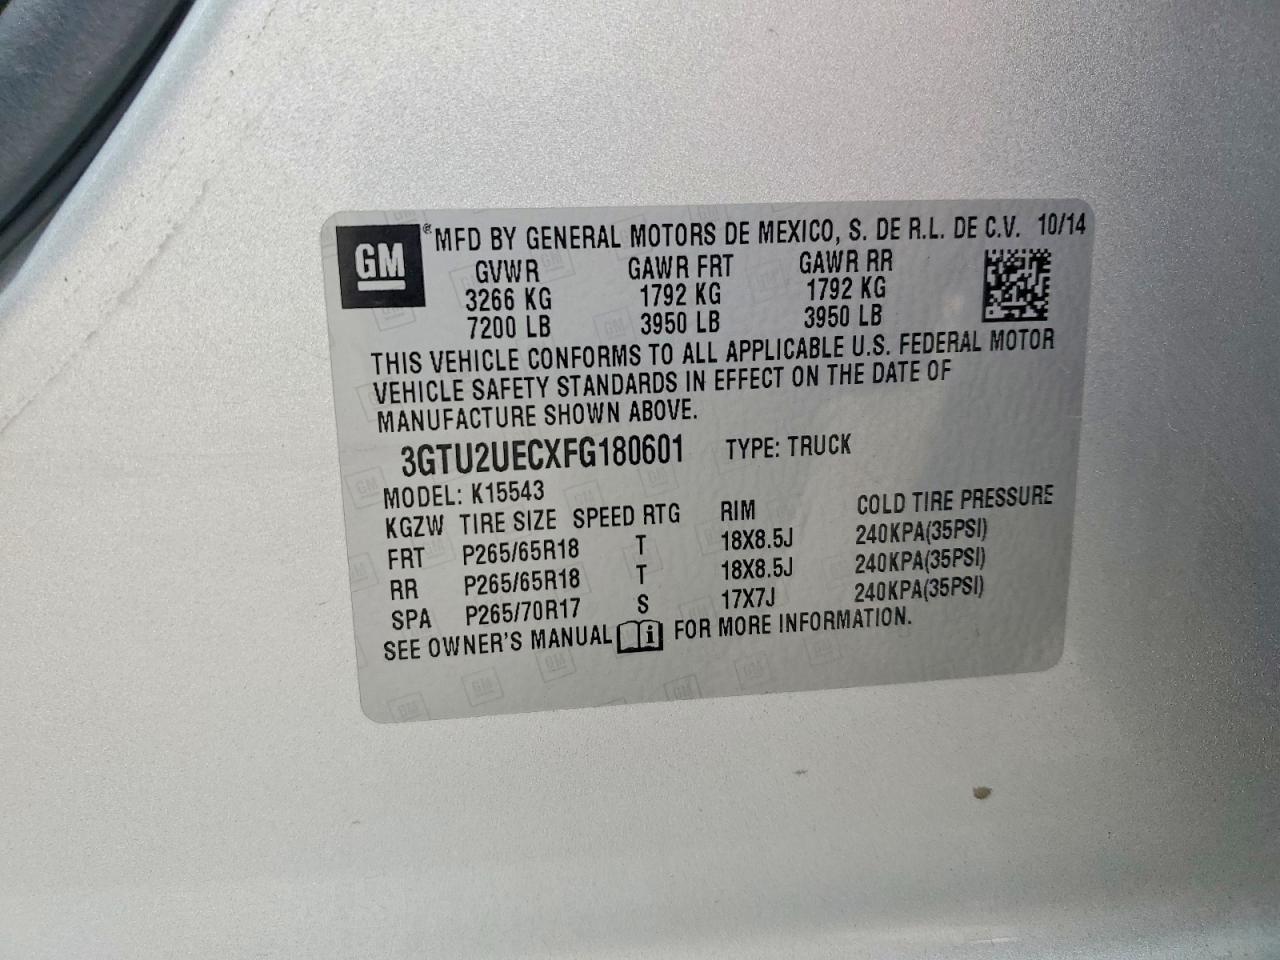 GM ® MFD BY GENERAL MOTORS DE MEXICO, S. DE R.L. DE C.V. 10/14
GVWR GAWR FRT GAWR RR
3266 KG 1792 KG 1792 KG
7200 LB 3950 LB 3950 LB
THIS VEHICLE CONFORMS TO ALL APPLICABLE U.S. FEDERAL MOTOR
VEHICLE SAFETY STANDARDS IN EFFECT ON THE DATE OF
MANUFACTURE SHOWN ABOVE.
3GTU2UECXFG180601 TYPE: TRUCK
MODEL: K15543
KGZW TIRE SIZE SPEED RTG RIM COLD TIRE PRESSURE
FRT P265/65R18 T 18X8.5J 240KPA(35PSI)
RR P265/65R18 T 18X8.5J 240KPA(35PSI)
SPA P265/70R17 S 17X7J 240KPA(35PSI)
SEE OWNER'S MANUAL i FOR MORE INFORMATION.